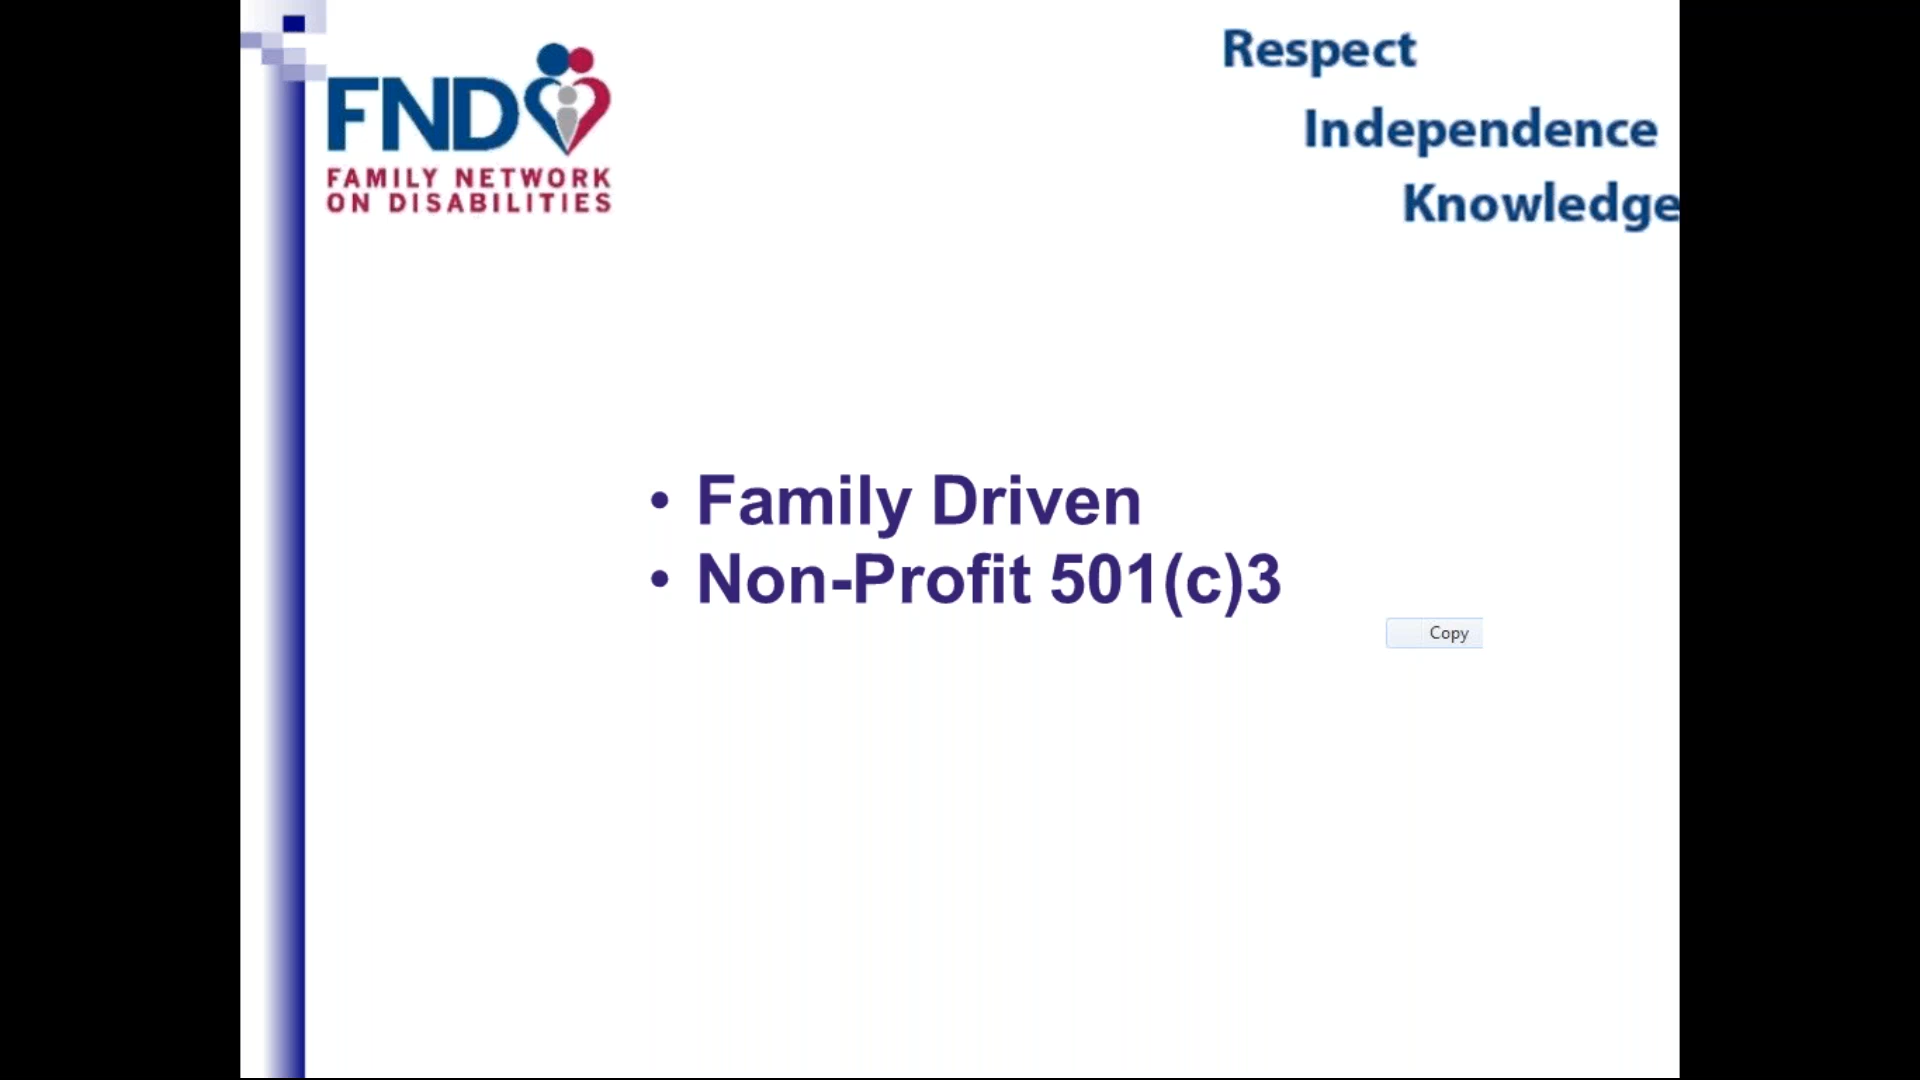 FND
FAMILY NETWORK
ON DISABILITIES
Respect
Independence
Knowledge
• Family Driven
• Non-Profit 501(c)3
Copy